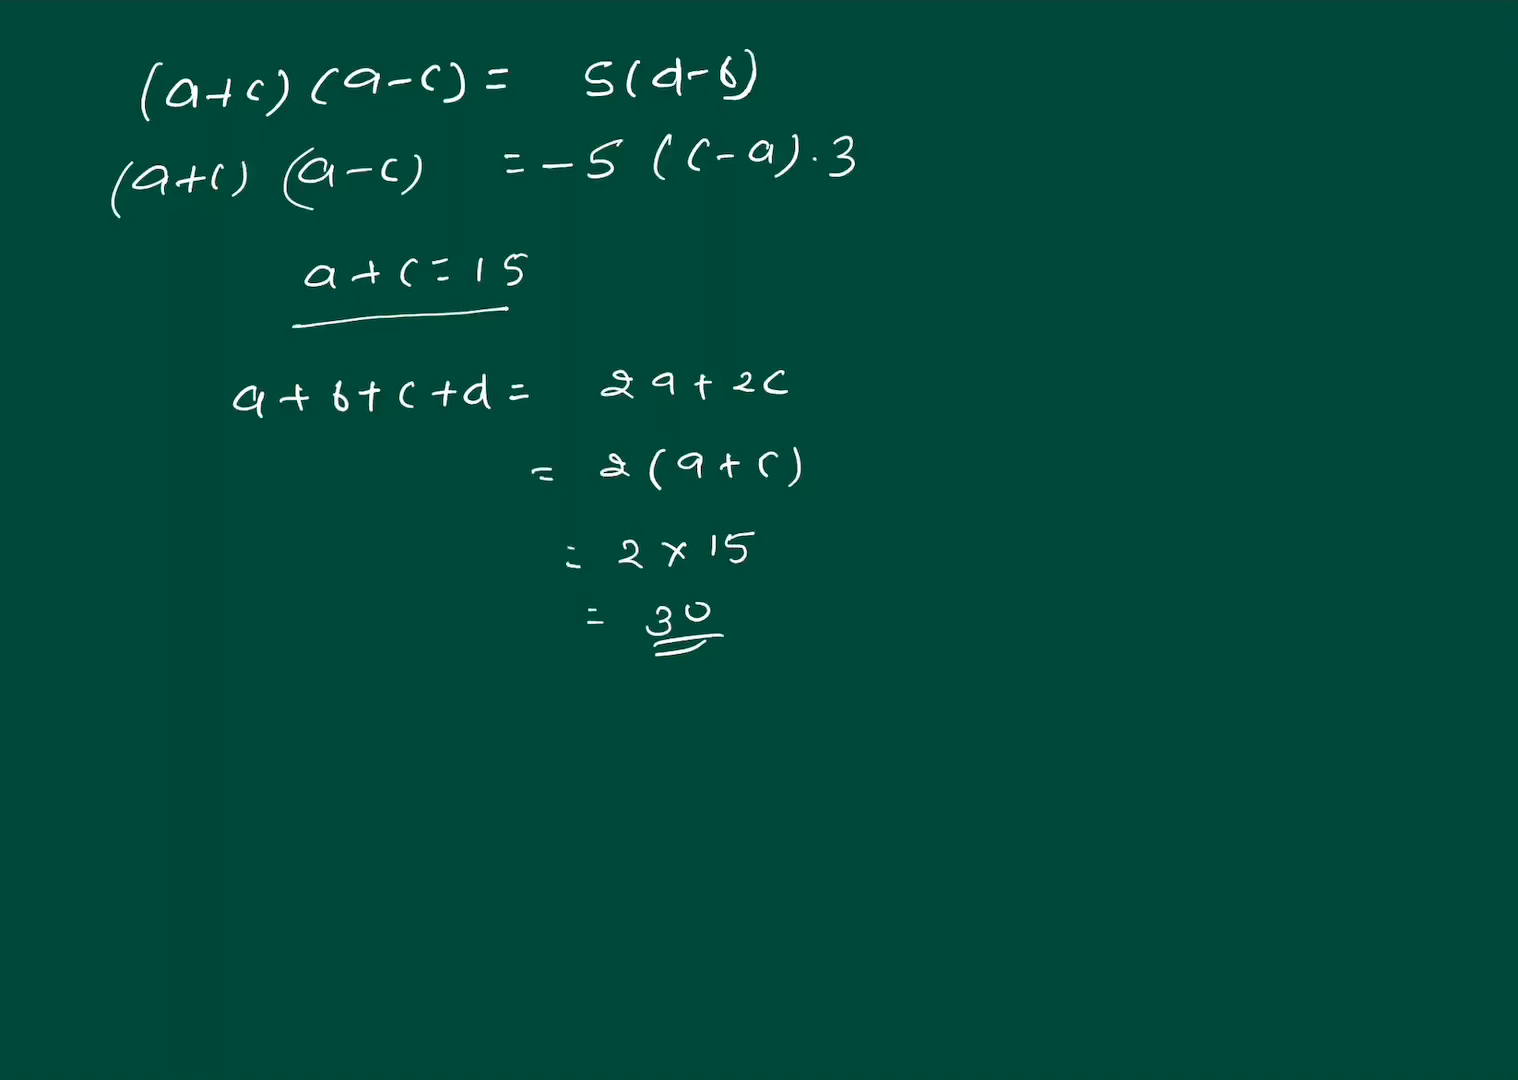 (a+c) (a-c) = 5(d-b)
(a+c) (a-c) = -5 (c-a).3
a+c=15
a+b+c+d = 2a+2c
= 2(a+c)
= 2 × 15
= 30